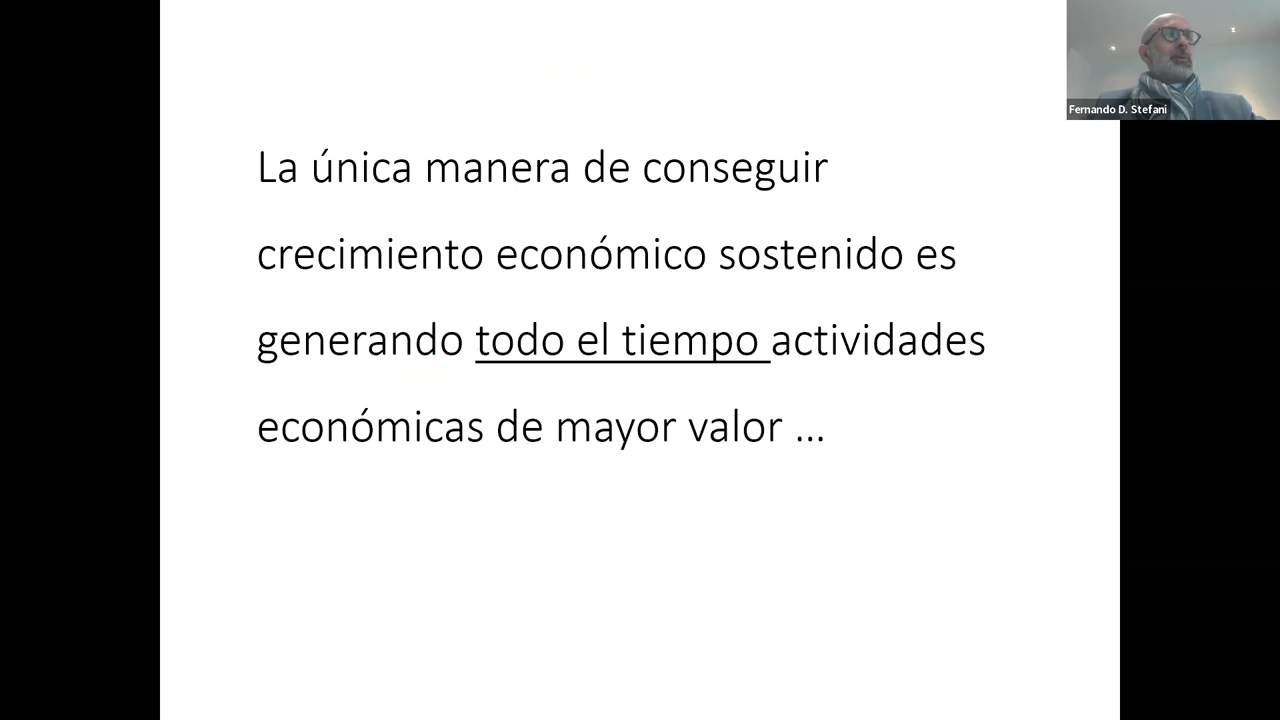 Fernando D. Stefani
La única manera de conseguir
crecimiento económico sostenido es
generando todo el tiempo actividades
económicas de mayor valor ...